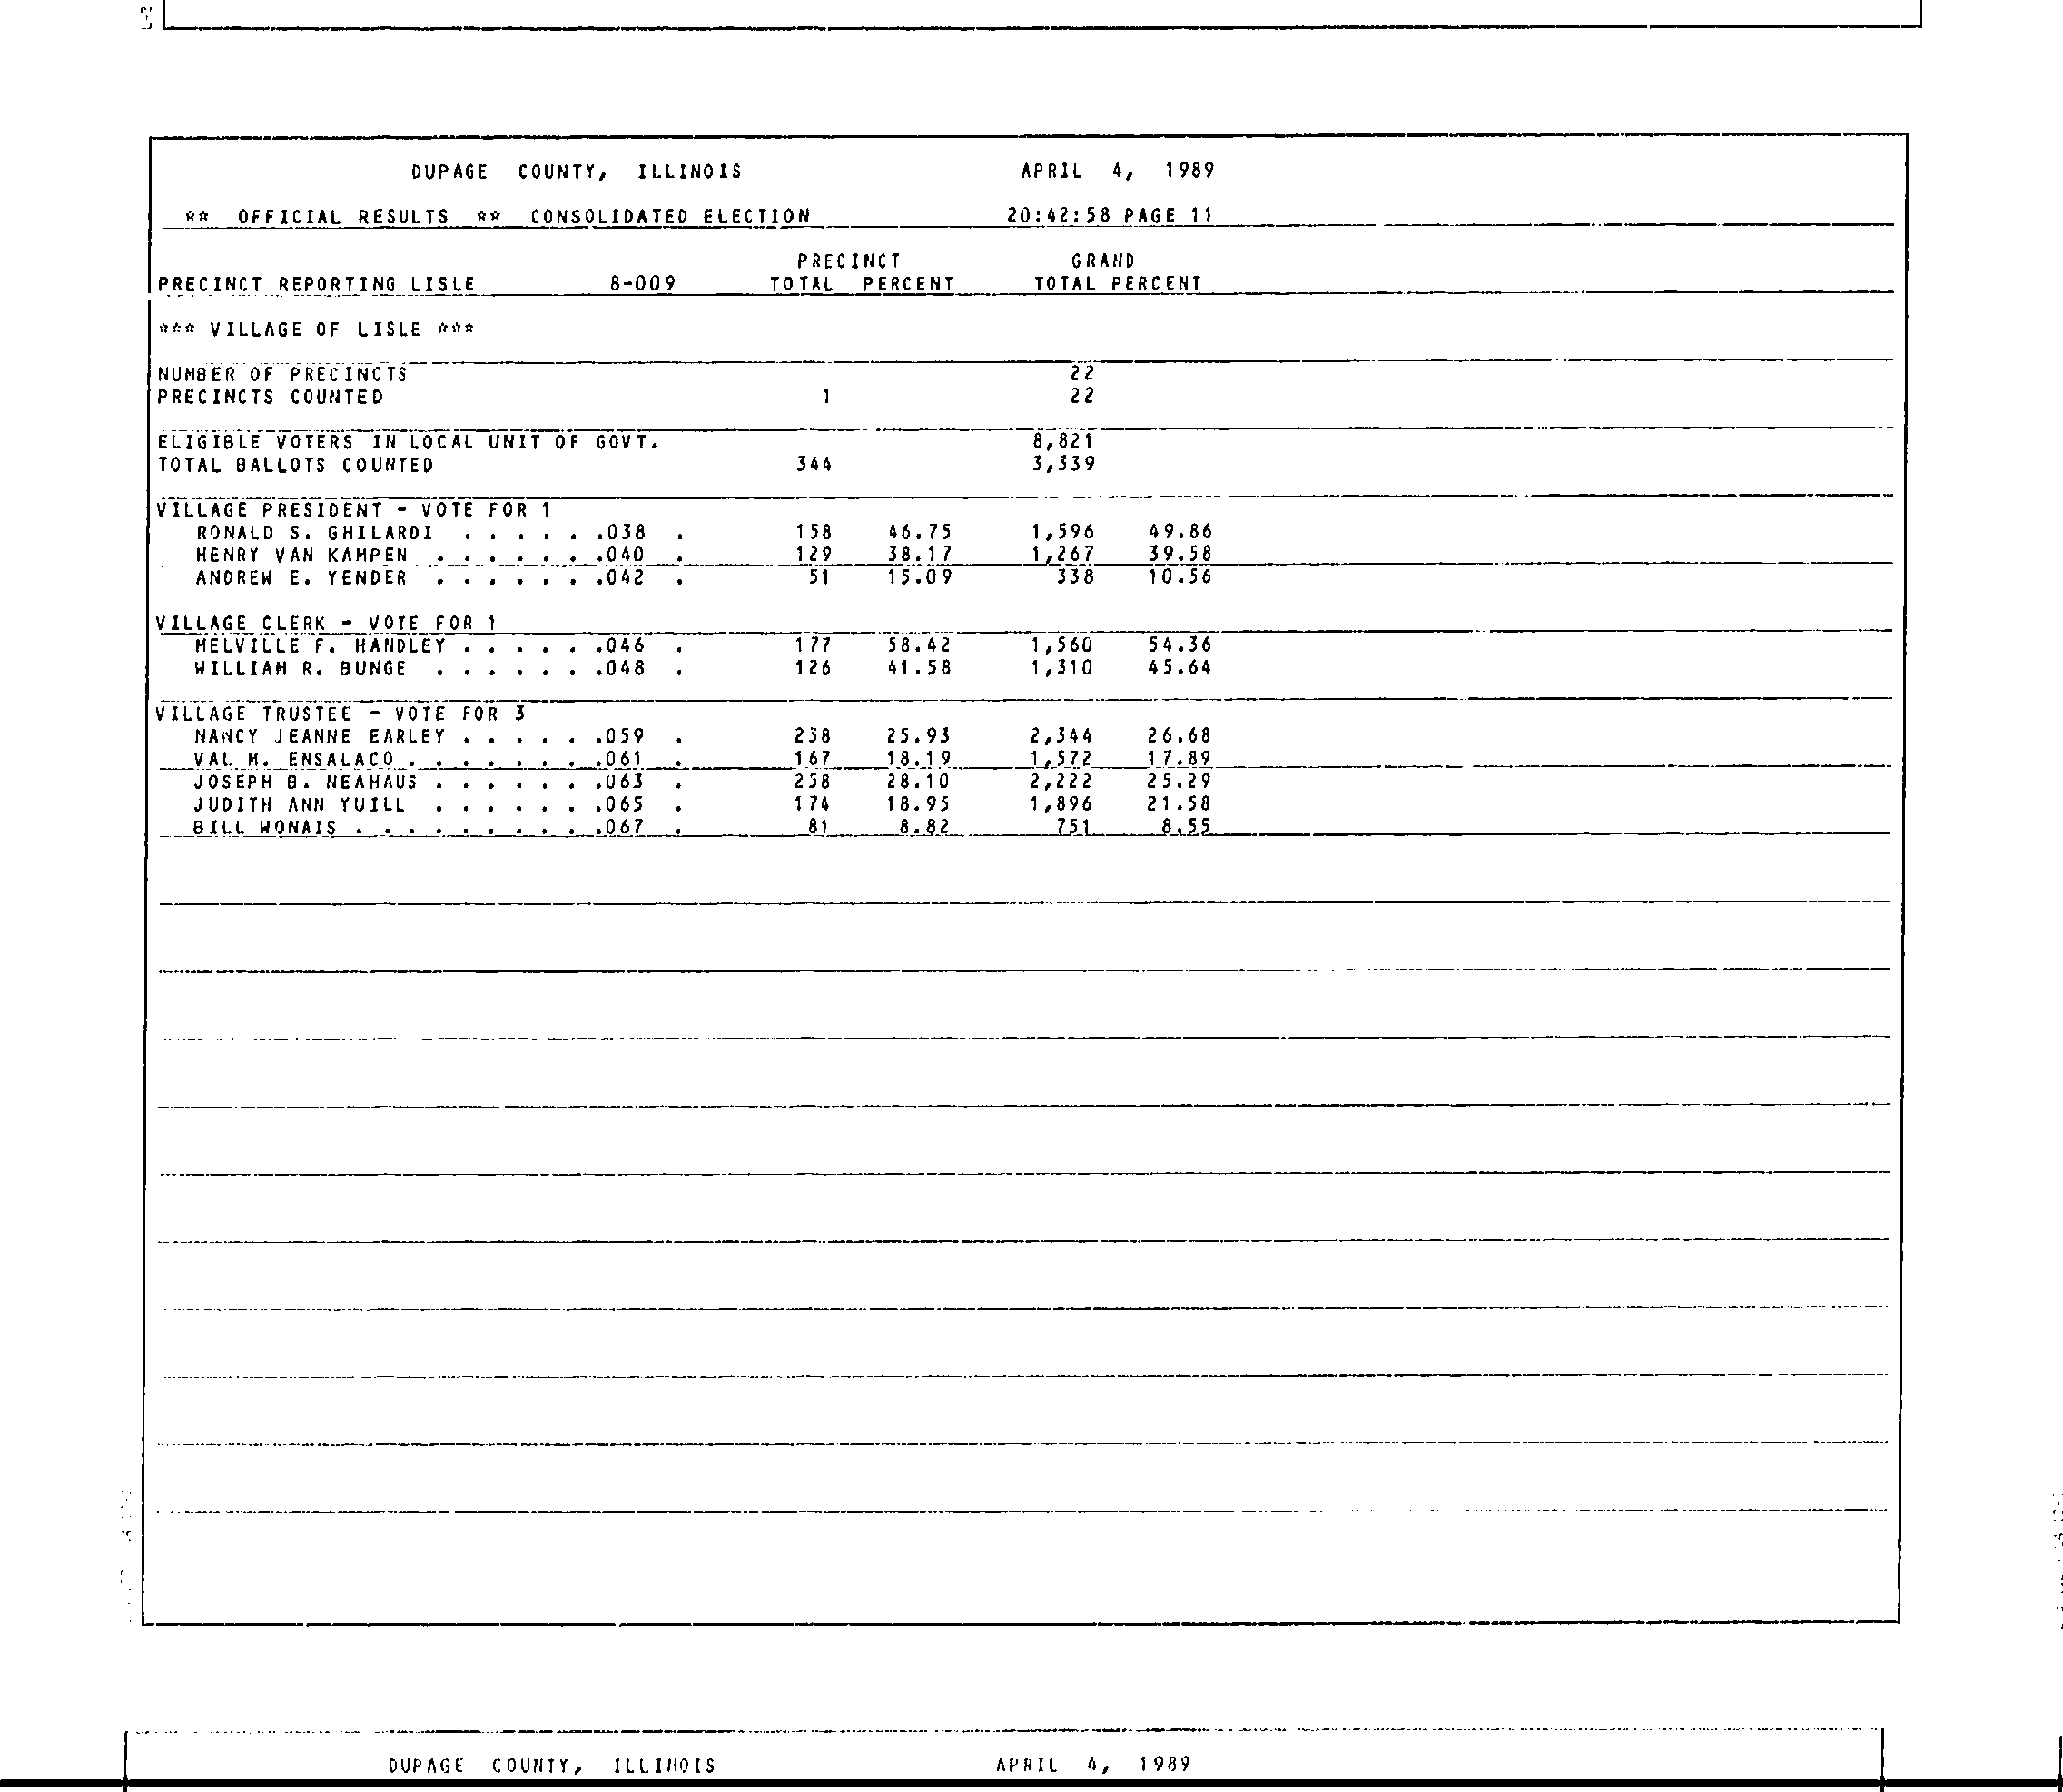 DUPAGE COUNTY, ILLINOIS APRIL 4, 1989
** OFFICIAL RESULTS ** CONSOLIDATED ELECTION 20:42:58 PAGE 11
PRECINCT GRAND
PRECINCT REPORTING LISLE 8-009 TOTAL PERCENT TOTAL PERCENT
*** VILLAGE OF LISLE ***
NUMBER OF PRECINCTS 22
PRECINCTS COUNTED 1 22
ELIGIBLE VOTERS IN LOCAL UNIT OF GOVT. 8,821
TOTAL BALLOTS COUNTED 344 3,339
VILLAGE PRESIDENT - VOTE FOR 1
RONALD S. GHILARDI . . . . . .038 . 158 46.75 1,596 49.86
HENRY VAN KAMPEN . . . . . . .040 . 129 38.17 1,267 39.58
ANDREW E. YENDER . . . . . . .042 . 51 15.09 338 10.56
VILLAGE CLERK - VOTE FOR 1
MELVILLE F. HANDLEY . . . . . .046 . 177 58.42 1,560 54.36
WILLIAM R. BUNGE . . . . . . .048 . 126 41.58 1,310 45.64
VILLAGE TRUSTEE - VOTE FOR 3
NANCY JEANNE EARLEY . . . . . .059 . 238 25.93 2,344 26.68
VAL M. ENSALACO . . . . . . . .061 . 167 18.19 1,572 17.89
JOSEPH B. NEAHAUS . . . . . . .063 . 258 28.10 2,222 25.29
JUDITH ANN YUILL . . . . . . .065 . 174 18.95 1,896 21.58
BILL WONAIS . . . . . . . . . .067 . 81 8.82 751 8.55
DUPAGE COUNTY, ILLINOIS APRIL 4, 1989